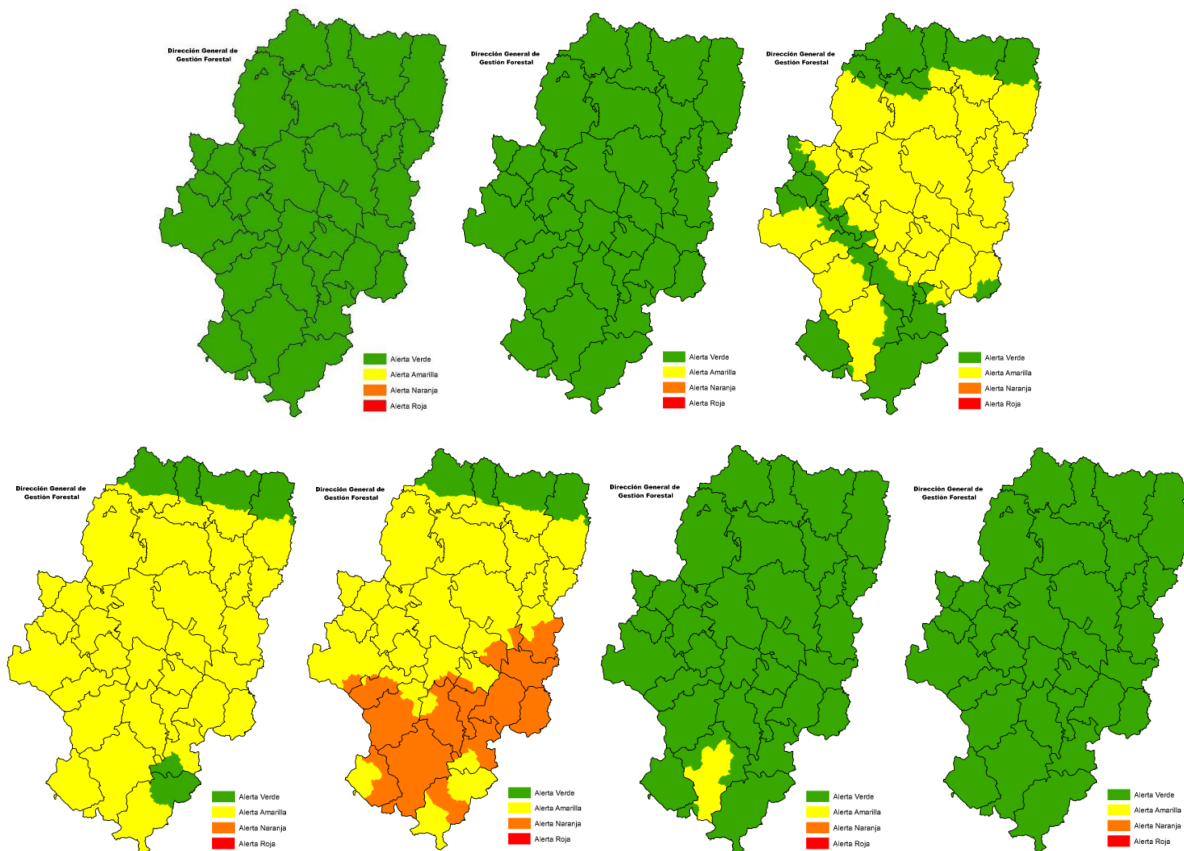 Dirección General de
Gestión Forestal
Alerta Verde
Alerta Amarilla
Alerta Naranja
Alerta Roja
Dirección General de
Gestión Forestal
Alerta Verde
Alerta Amarilla
Alerta Naranja
Alerta Roja
Dirección General de
Gestión Forestal
Alerta Verde
Alerta Amarilla
Alerta Naranja
Alerta Roja
Dirección General de
Gestión Forestal
Alerta Verde
Alerta Amarilla
Alerta Naranja
Alerta Roja
Dirección General de
Gestión Forestal
Alerta Verde
Alerta Amarilla
Alerta Naranja
Alerta Roja
Dirección General de
Gestión Forestal
Alerta Verde
Alerta Amarilla
Alerta Naranja
Alerta Roja
Dirección General de
Gestión Forestal
Alerta Verde
Alerta Amarilla
Alerta Naranja
Alerta Roja